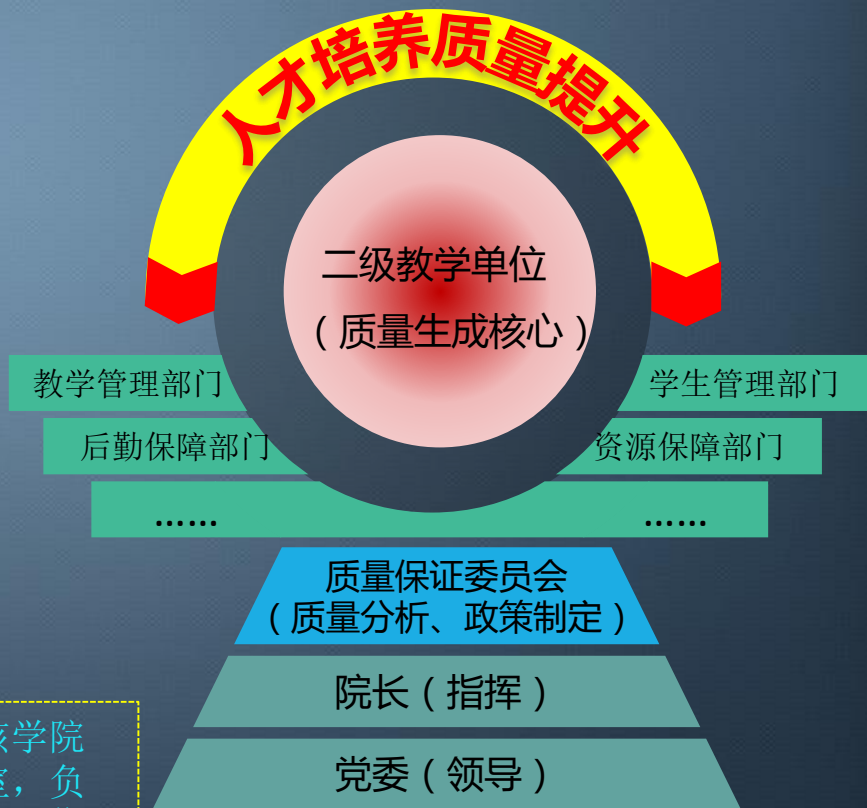 人才培养质量提升
二级教学单位
（质量生成核心）
教学管理部门
学生管理部门
后勤保障部门
资源保障部门
……
……
质量保证委员会
（质量分析、政策制定）
院长（指挥）
党委（领导）
亥学院
负